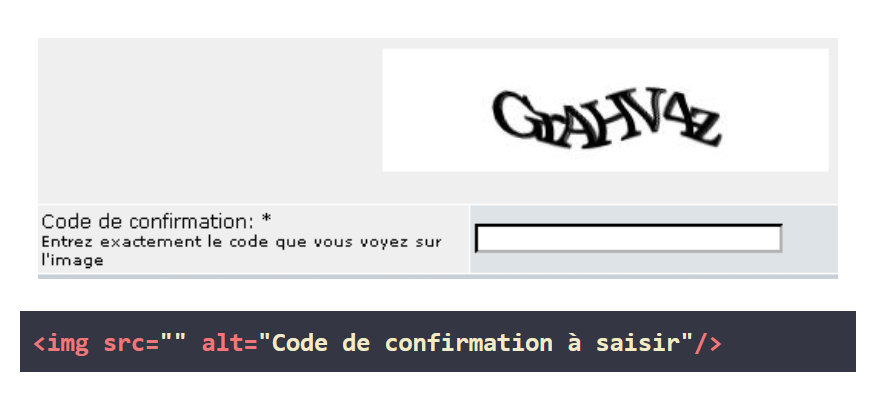 GrAHV4z
Code de confirmation: *
Entrez exactement le code que vous voyez sur
l'image
<img src="" alt="Code de confirmation à saisir"/>